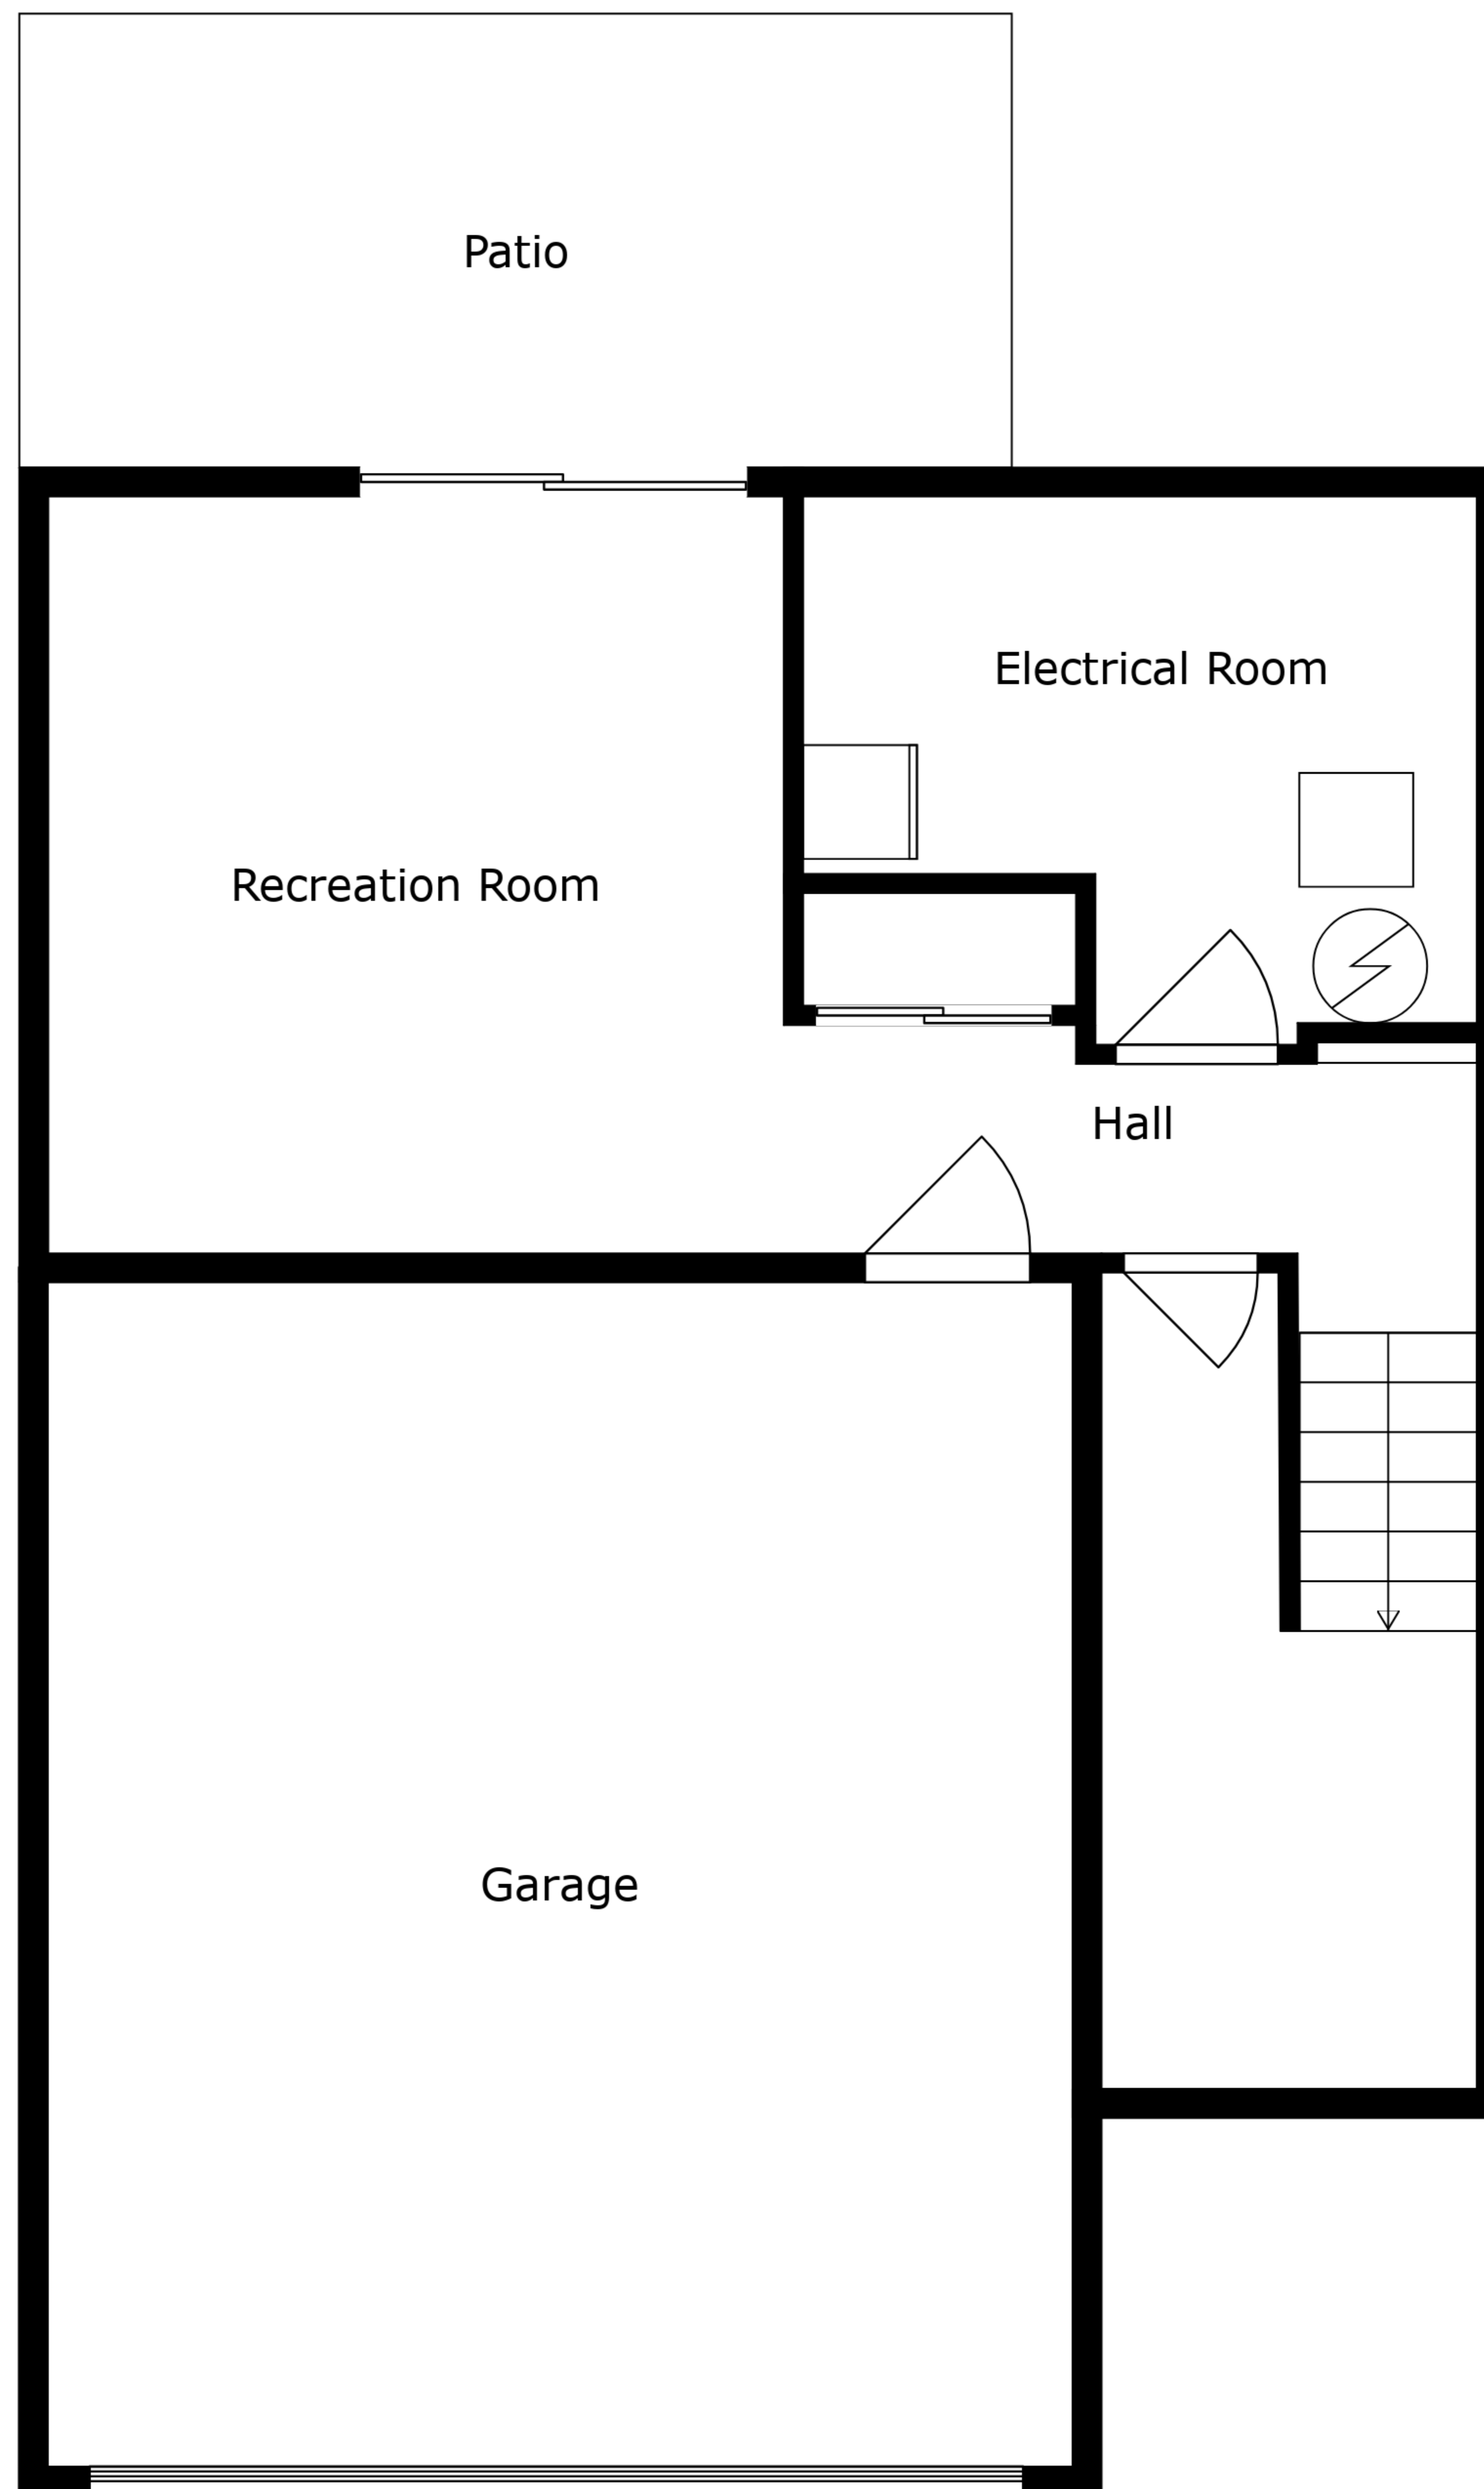 Patio
Electrical Room
Recreation Room
Hall
Garage